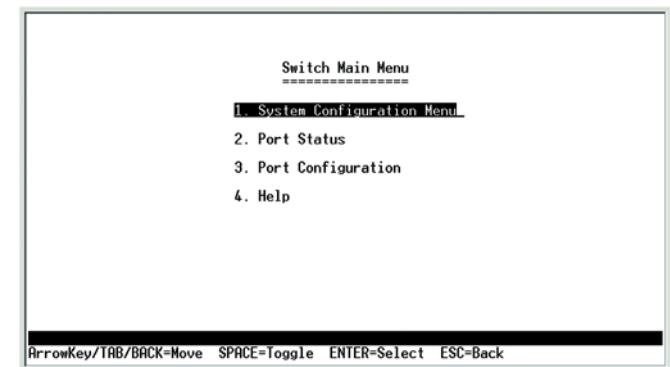 Switch Main Menu
================
1. System Configuration Menu
2. Port Status
3. Port Configuration
4. Help
ArrowKey/TAB/BACK=Move SPACE=Toggle ENTER=Select ESC=Back